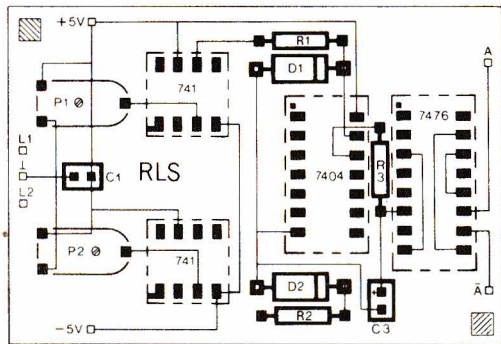 +5V
741
R1
A
D1
P1
7476
L1
⊥
L2
C1
RLS
7404
R3
P2
741
D2
+
Ā
R2
C3
−5V